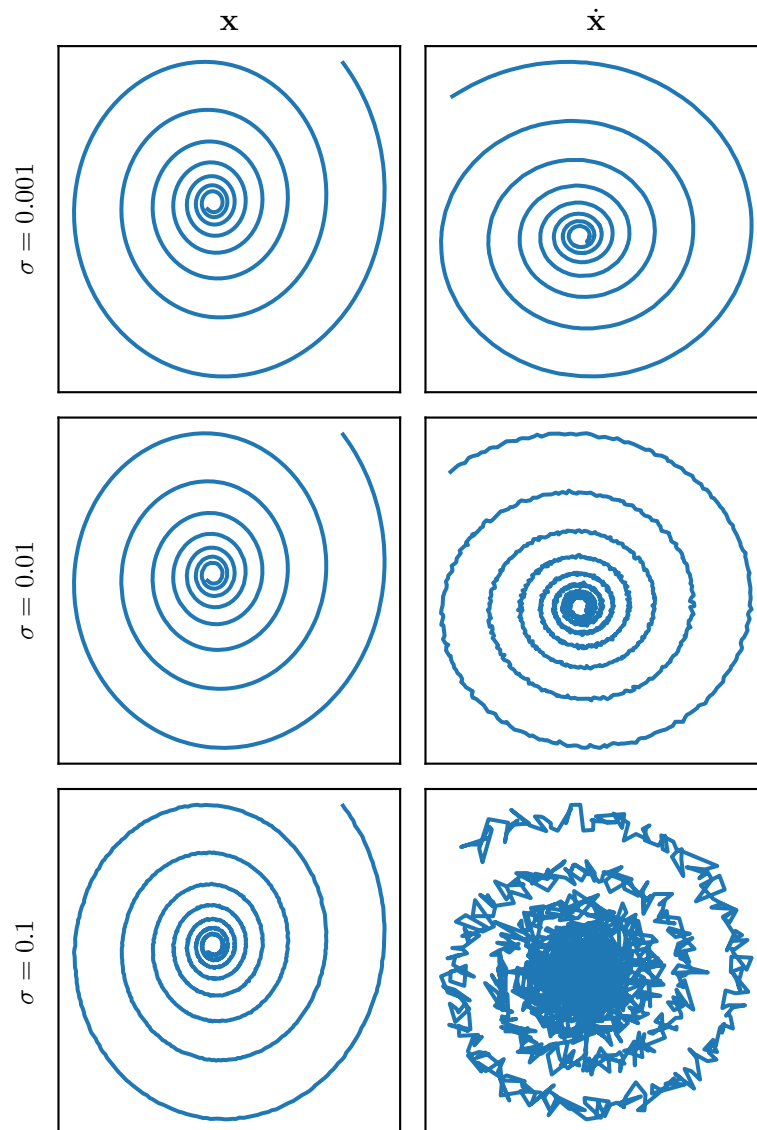 x ẋ
σ = 0.001
σ = 0.01
σ = 0.1